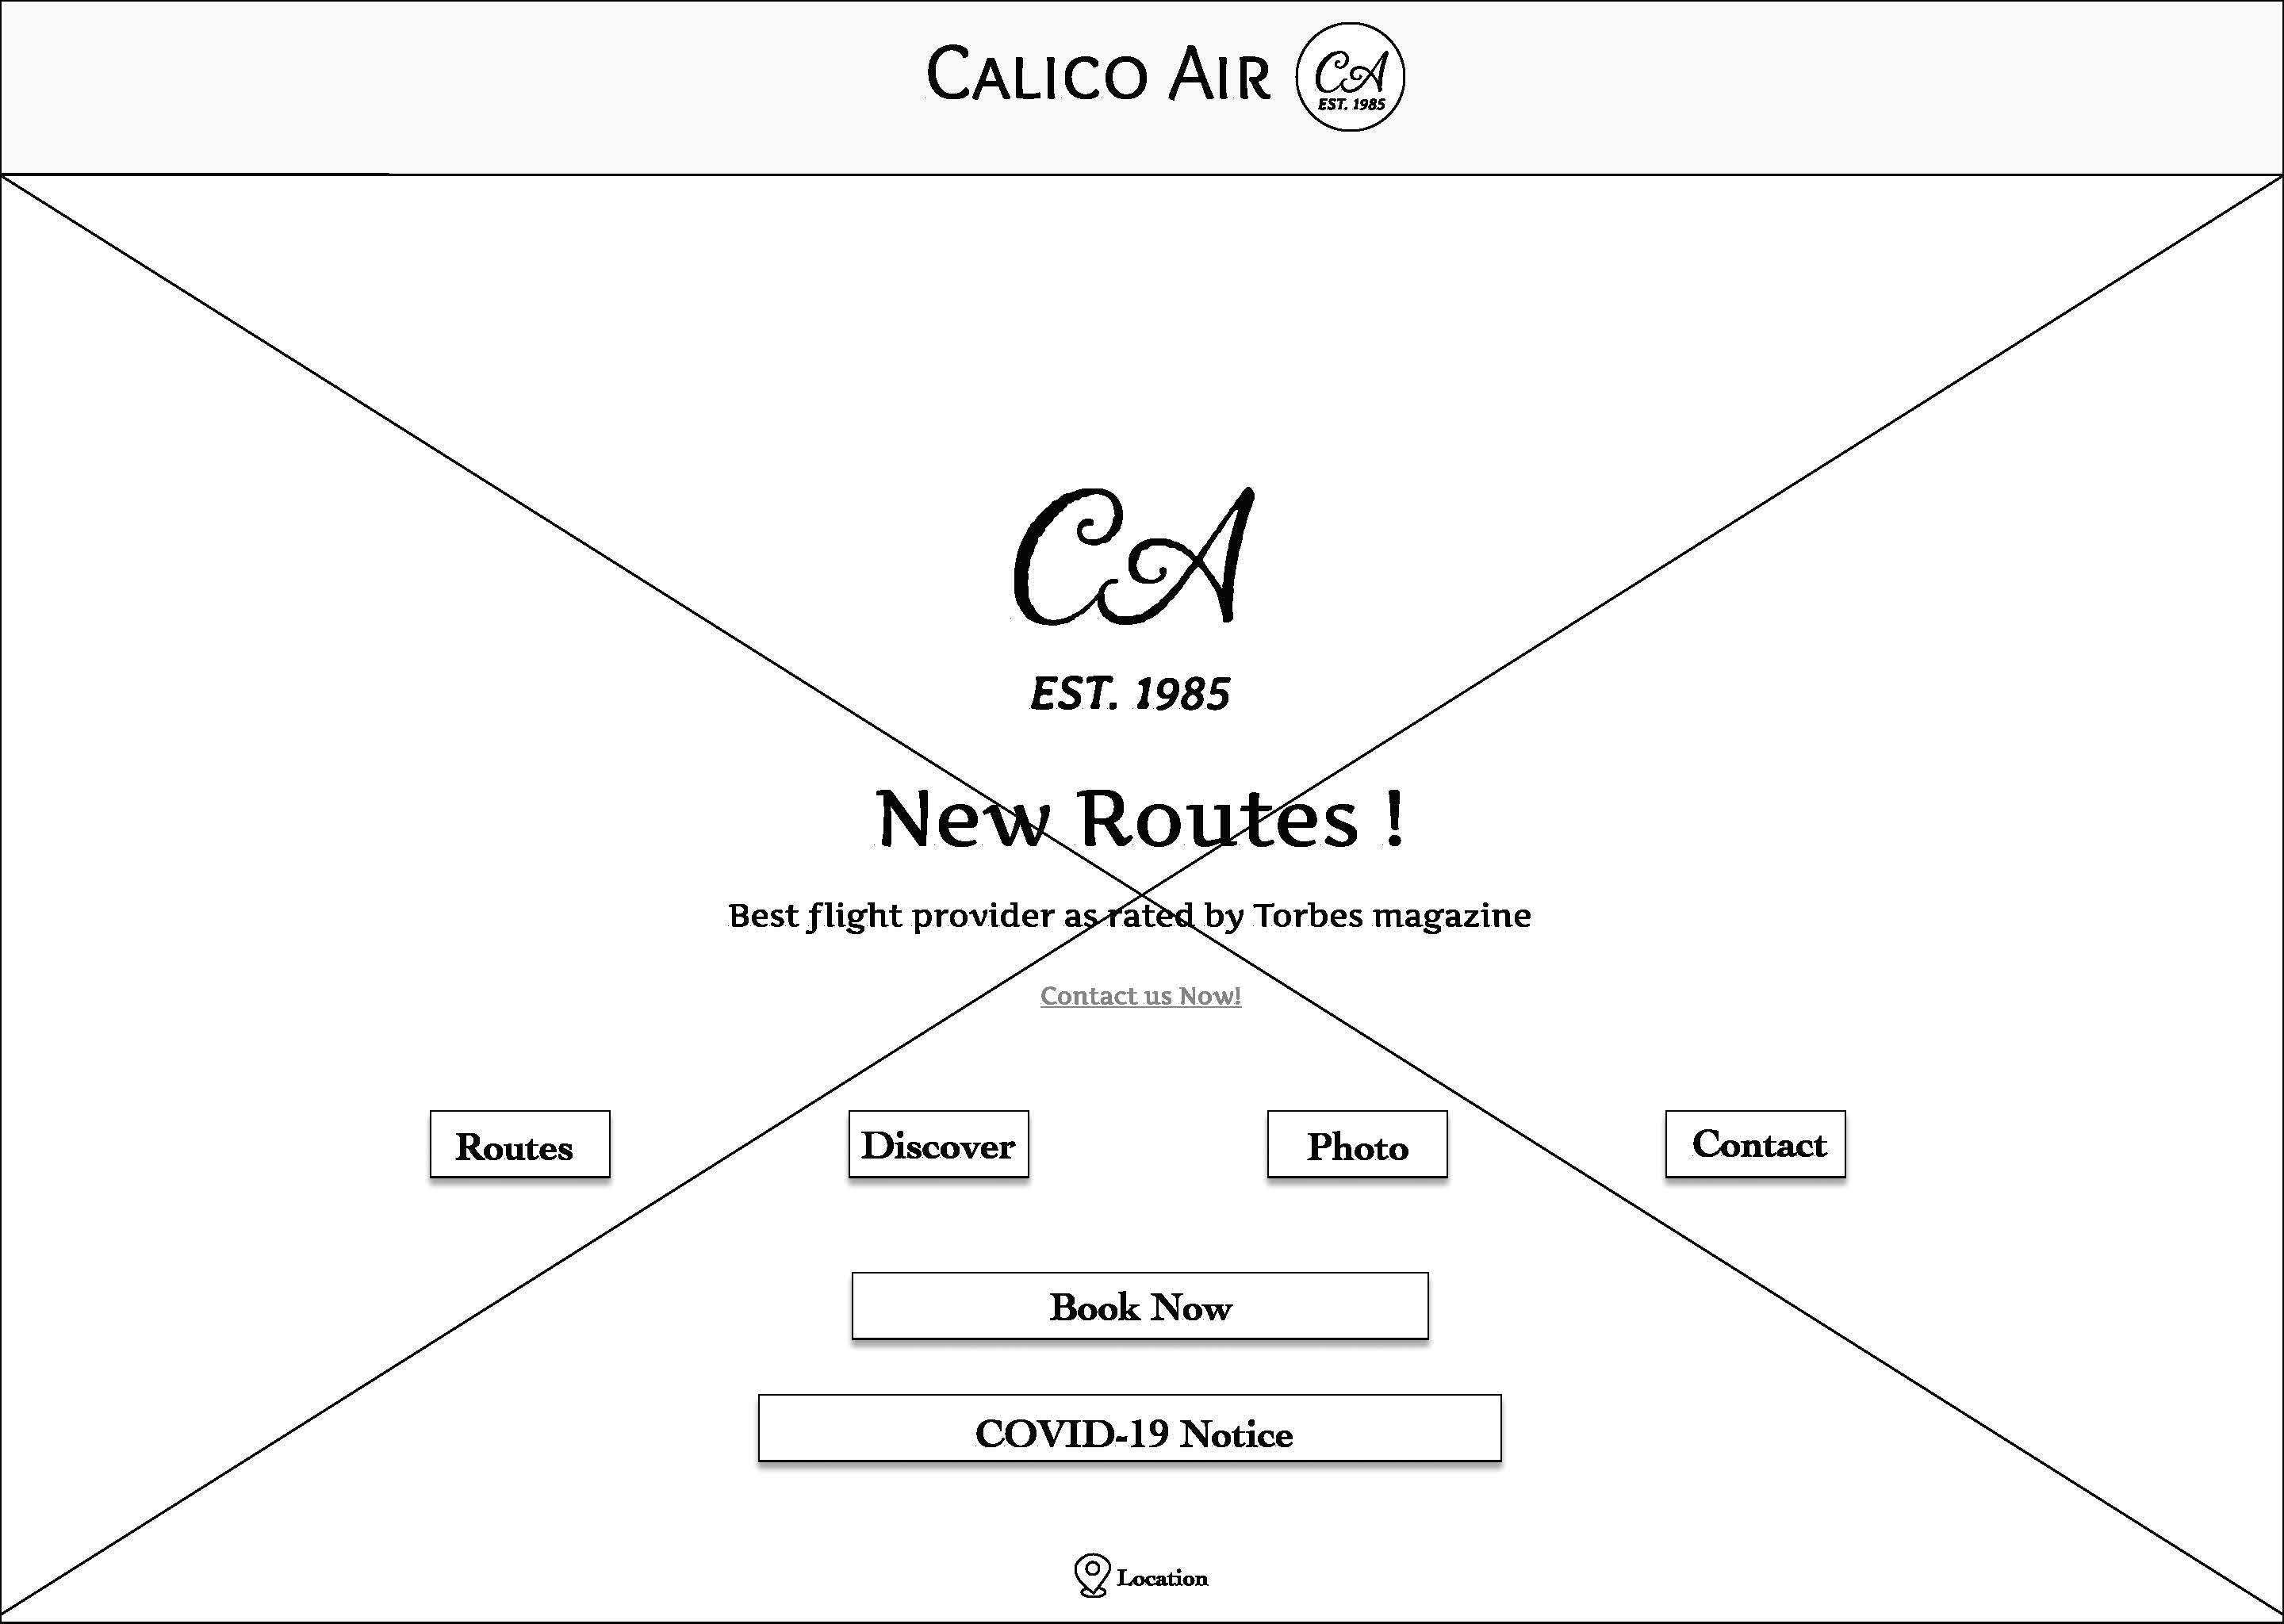 CALICO AIR
CA
EST. 1985
CA
EST. 1985
New Routes !
Best flight provider as rated by Torbes magazine
Contact us Now!
Routes Discover Photo Contact
Book Now
COVID-19 Notice
Location